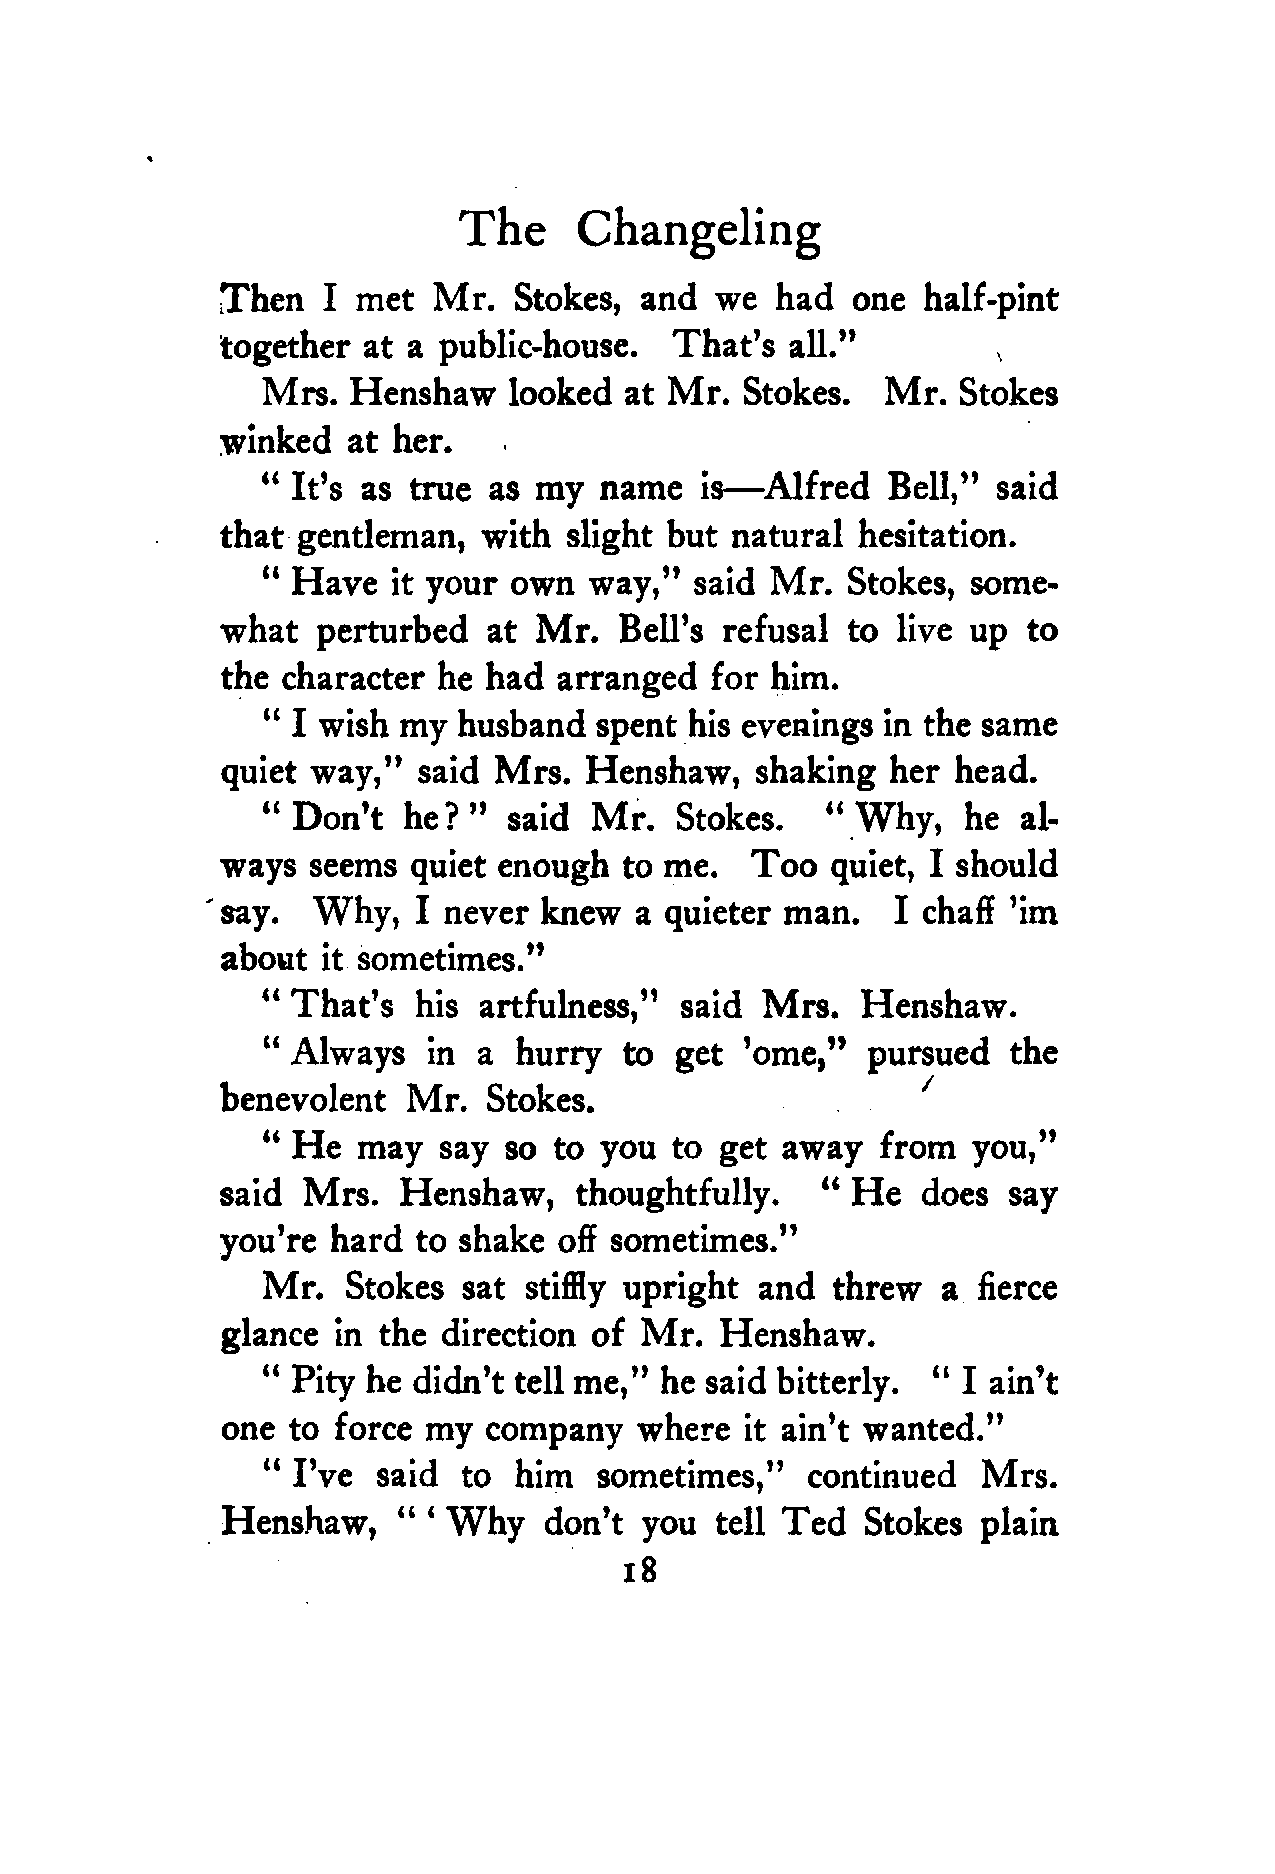 The Changeling
Then I met Mr. Stokes, and we had one half-pint
together at a public-house. That's all."
Mrs. Henshaw looked at Mr. Stokes. Mr. Stokes
winked at her.
" It's as true as my name is—Alfred Bell," said
that gentleman, with slight but natural hesitation.
" Have it your own way," said Mr. Stokes, some-
what perturbed at Mr. Bell's refusal to live up to
the character he had arranged for him.
" I wish my husband spent his evenings in the same
quiet way," said Mrs. Henshaw, shaking her head.
" Don't he? " said Mr. Stokes. " Why, he al-
ways seems quiet enough to me. Too quiet, I should
say. Why, I never knew a quieter man. I chaff 'im
about it sometimes."
" That's his artfulness," said Mrs. Henshaw.
" Always in a hurry to get 'ome," pursued the
benevolent Mr. Stokes.
" He may say so to you to get away from you,"
said Mrs. Henshaw, thoughtfully. " He does say
you're hard to shake off sometimes."
Mr. Stokes sat stiffly upright and threw a fierce
glance in the direction of Mr. Henshaw.
" Pity he didn't tell me," he said bitterly. " I ain't
one to force my company where it ain't wanted."
" I've said to him sometimes," continued Mrs.
Henshaw, " ' Why don't you tell Ted Stokes plain
18